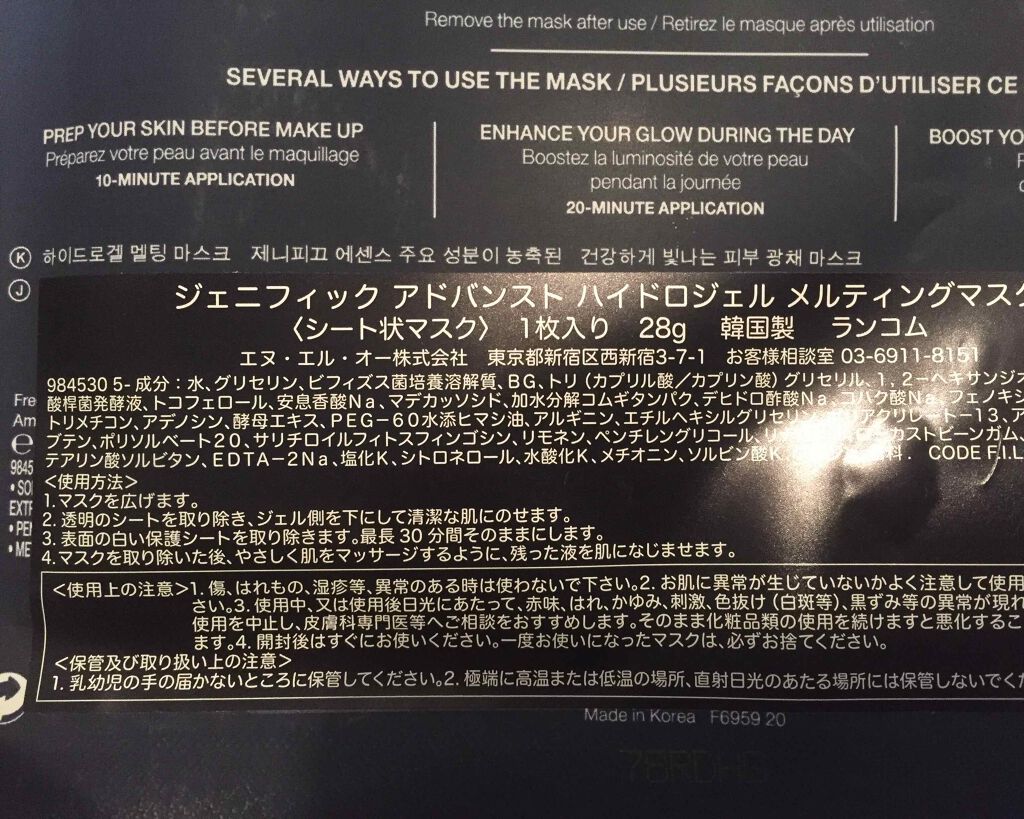 Remove the mask after use / Retirez le masque après utilisation
SEVERAL WAYS TO USE THE MASK / PLUSIEURS FAÇONS D'UTILISER CE
PREP YOUR SKIN BEFORE MAKE UP
Préparez votre peau avant le maquillage
10-MINUTE APPLICATION
ENHANCE YOUR GLOW DURING THE DAY
Boostez la luminosité de votre peau
pendant la journée
20-MINUTE APPLICATION
BOOST YO
Ⓚ 하이드로겔 멜팅 마스크 제니피끄 에센스 주요 성분이 농축된 건강하게 빛나는 피부 광채 마스크
Ⓙ
ジェニフィック アドバンスト ハイドロジェル メルティングマスク
〈シート状マスク〉 1枚入り 28g 韓国製 ランコム
エヌ・エル・オー株式会社 東京都新宿区西新宿3-7-1 お客様相談室 03-6911-8151
984530 5- 成分:水、グリセリン、ビフィズス菌培養溶解質、BG、トリ(カプリル酸/カプリン酸)グリセリル、1,2-ヘキサンジ
酸桿菌発酵液、トコフェロール、安息香酸Na、マデカッソシド、加水分解コムギタンパク、デヒドロ酢酸Na、コハク酸Na、フェノキシ
トリメチコン、アデノシン、酵母エキス、PEG-60水添ヒマシ油、アルギニン、エチルヘキシルグリセリン、ポリアクリレート-13、ア
ブテン、ポリソルベート20、サリチロイルフィトスフィンゴシン、リモネン、ペンチレングリコール、カストビーンガム、
テアリン酸ソルビタン、EDTA-2Na、塩化K、シトロネロール、水酸化K、メチオニン、ソルビン酸K、料. CODE F.I.L
<使用方法>
1.マスクを広げます。
2.透明のシートを取り除き、ジェル側を下にして清潔な肌にのせます。
3.表面の白い保護シートを取り除きます。最長30分間そのままにします。
4.マスクを取り除いた後、やさしく肌をマッサージするように、残った液を肌になじませます。
<使用上の注意>1.傷、はれもの、湿疹等、異常のある時は使わないで下さい。2.お肌に異常が生じていないかよく注意して使用
さい。3.使用中、又は使用後日光にあたって、赤味、はれ、かゆみ、刺激、色抜け(白斑等)、黒ずみ等の異常が現れ
使用を中止し、皮膚科専門医等へご相談をおすすめします。そのまま化粧品類の使用を続けますと悪化するこ
ます。4.開封後はすぐにお使いください。一度お使いになったマスクは、必ずお捨てください。
<保管及び取り扱い上の注意>
1.乳幼児の手の届かないところに保管してください。2.極端に高温または低温の場所、直射日光のあたる場所には保管しないでくだ
Fre
Am
℮
9845
• SO
EXTR
• PE
• ME
Made in Korea F6959 20